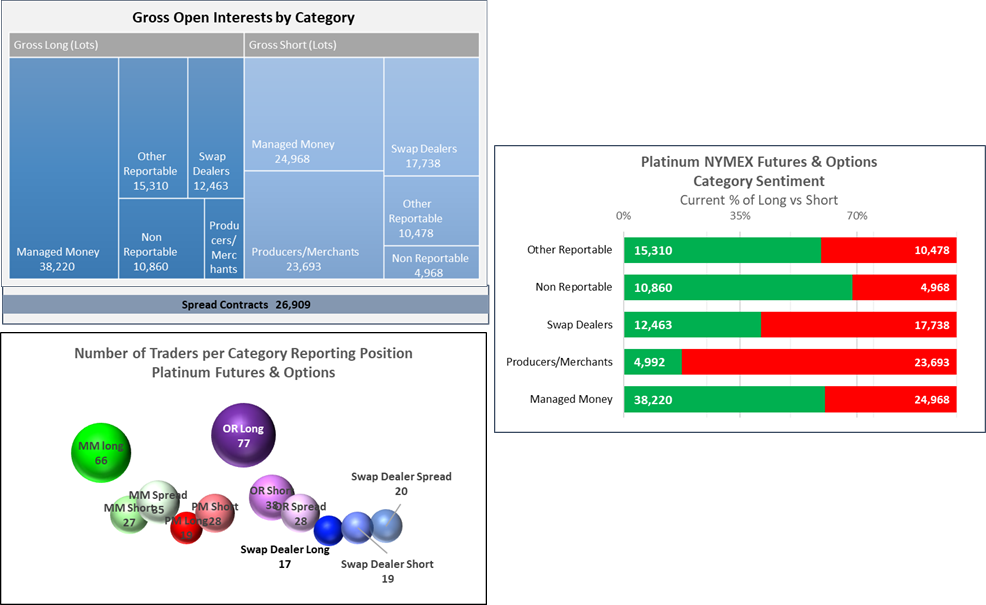 Gross Open Interests by Category
Gross Long (Lots)
Gross Short (Lots)
Managed Money
38,220
Other
Reportable
15,310
Swap
Dealers
12,463
Non
Reportable
10,860
Produ
cers/
Merc
hants
Managed Money
24,968
Producers/Merchants
23,693
Swap Dealers
17,738
Other
Reportable
10,478
Non Reportable
4,968
Spread Contracts 26,909
Number of Traders per Category Reporting Position
Platinum Futures & Options
MM long
66
MM Short
27
MM Spread
35
PM Long
PM Short
28
OR Long
77
OR Short
38
OR Spread
28
Swap Dealer Long
17
Swap Dealer Short
19
Swap Dealer Spread
20
Platinum NYMEX Futures & Options
Category Sentiment
Current % of Long vs Short
0% 35% 70%
Other Reportable 15,310 10,478
Non Reportable 10,860 4,968
Swap Dealers 12,463 17,738
Producers/Merchants 4,992 23,693
Managed Money 38,220 24,968